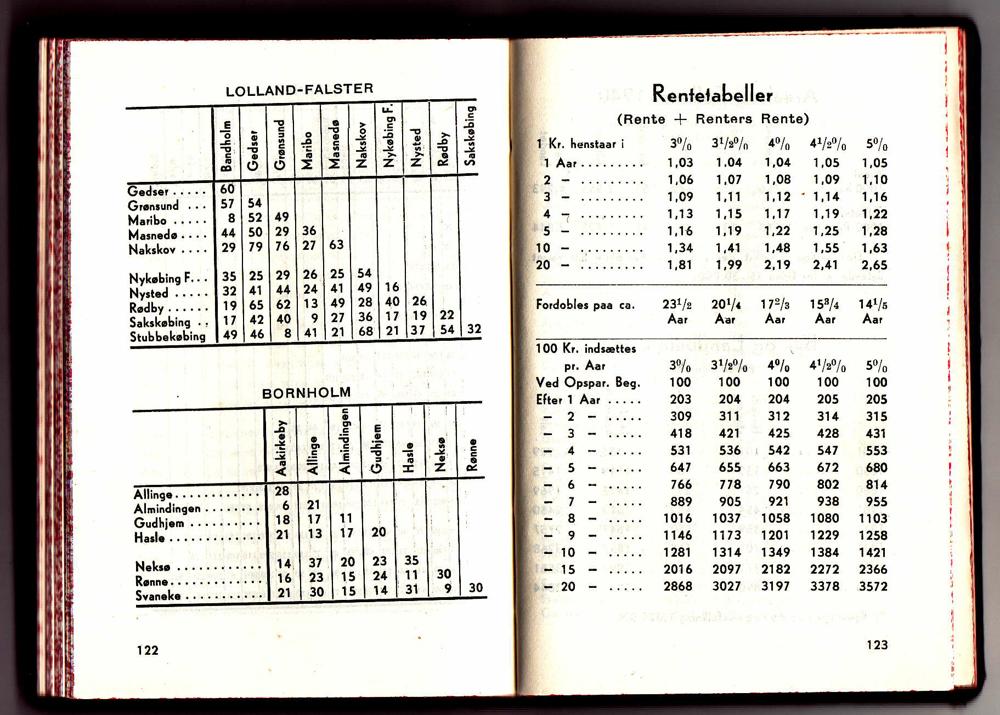 LOLLAND-FALSTER
Bandholm Gedser Grønsund Maribo Masnedø Nakskov Nykøbing F. Nysted Rødby Sakskøbing
Gedser ..... 60
Grønsund ... 57 54
Maribo ..... 8 52 49
Masnedø .... 44 50 29 36
Nakskov .... 29 79 76 27 63
Nykøbing F... 35 25 29 26 25 54
Nysted ..... 32 41 44 24 41 49 16
Rødby ...... 19 65 62 13 49 28 40 26
Sakskøbing .. 17 42 40 9 27 36 17 19 22
Stubbekøbing 49 46 8 41 21 68 21 37 54 32
BORNHOLM
Aakirkeby Allinge Almindingen Gudhjem Hasle Neksø Rønne
Allinge ............ 28
Almindingen ........ 6 21
Gudhjem .......... 18 17 11
Hasle ............. 21 13 17 20
Neksø ............ 14 37 20 23 35
Rønne ............. 16 23 15 24 11 30
Svaneke ........... 21 30 15 14 31 9 30
122
Rentetabeller
(Rente + Renters Rente)
1 Kr. henstaar i 3% 3½% 4% 4½% 5%
1 Aar ......... 1,03 1.04 1,04 1,05 1,05
2 – ......... 1,06 1,07 1,08 1,09 1,10
3 – ......... 1,09 1,11 1,12 1,14 1,16
4 – ......... 1,13 1,15 1,17 1,19 1,22
5 – ......... 1,16 1,19 1,22 1,25 1,28
10 – ......... 1,34 1,41 1,48 1,55 1,63
20 – ......... 1,81 1,99 2,19 2,41 2,65
Fordobles paa ca. 23½ 20¼ 17⅔ 15¾ 14⅕
Aar Aar Aar Aar Aar
100 Kr. indsættes
pr. Aar 3% 3½% 4% 4½% 5%
Ved Opspar. Beg. 100 100 100 100 100
Efter 1 Aar ..... 203 204 204 205 205
– 2 – ..... 309 311 312 314 315
– 3 – ..... 418 421 425 428 431
– 4 – ..... 531 536 542 547 553
– 5 – ..... 647 655 663 672 680
– 6 – ..... 766 778 790 802 814
– 7 – ..... 889 905 921 938 955
– 8 – ..... 1016 1037 1058 1080 1103
– 9 – ..... 1146 1173 1201 1229 1258
– 10 – ..... 1281 1314 1349 1384 1421
– 15 – ..... 2016 2097 2182 2272 2366
– 20 – ..... 2868 3027 3197 3378 3572
123